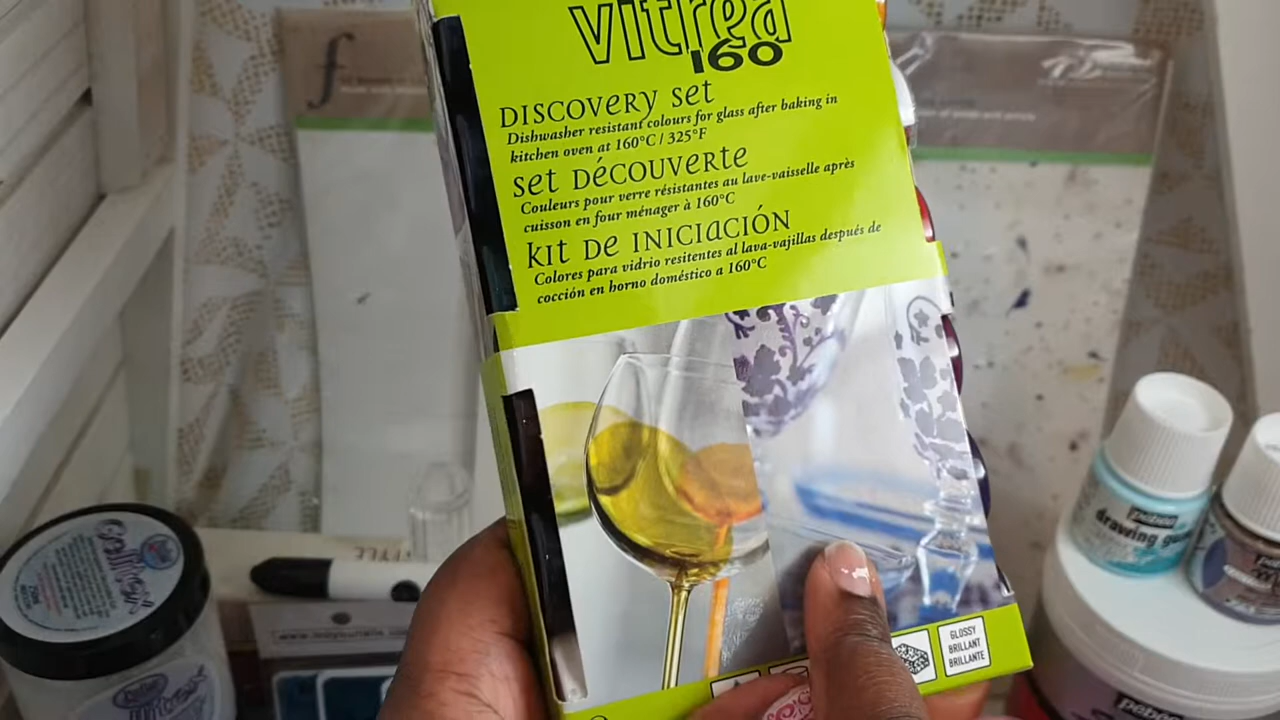 vitrea
160
DISCOVERY SET
Dishwasher resistant colours for glass after baking in
kitchen oven at 160°C / 325°F
SET DÉCOUVERTE
Couleurs pour verre résistantes au lave-vaisselle après
cuisson en four ménager à 160°C
KIT DE INICIACIÓN
Colores para vidrio resitentes al lava-vajillas después de
cocción en horno doméstico a 160°C
GLOSSY
BRILLANT
BRILLANTE
f
pebeo
drawing gum